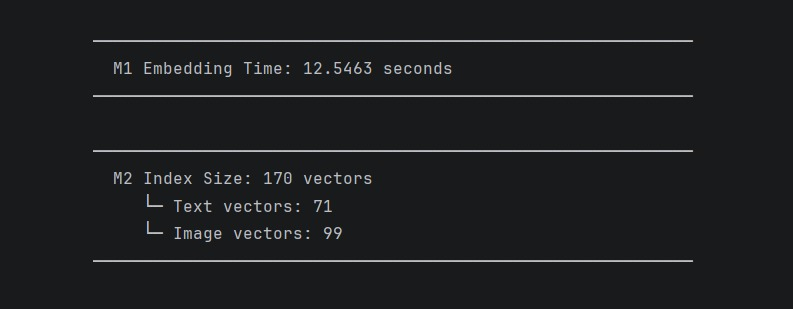 M1 Embedding Time: 12.5463 seconds
M2 Index Size: 170 vectors
└─ Text vectors: 71
└─ Image vectors: 99